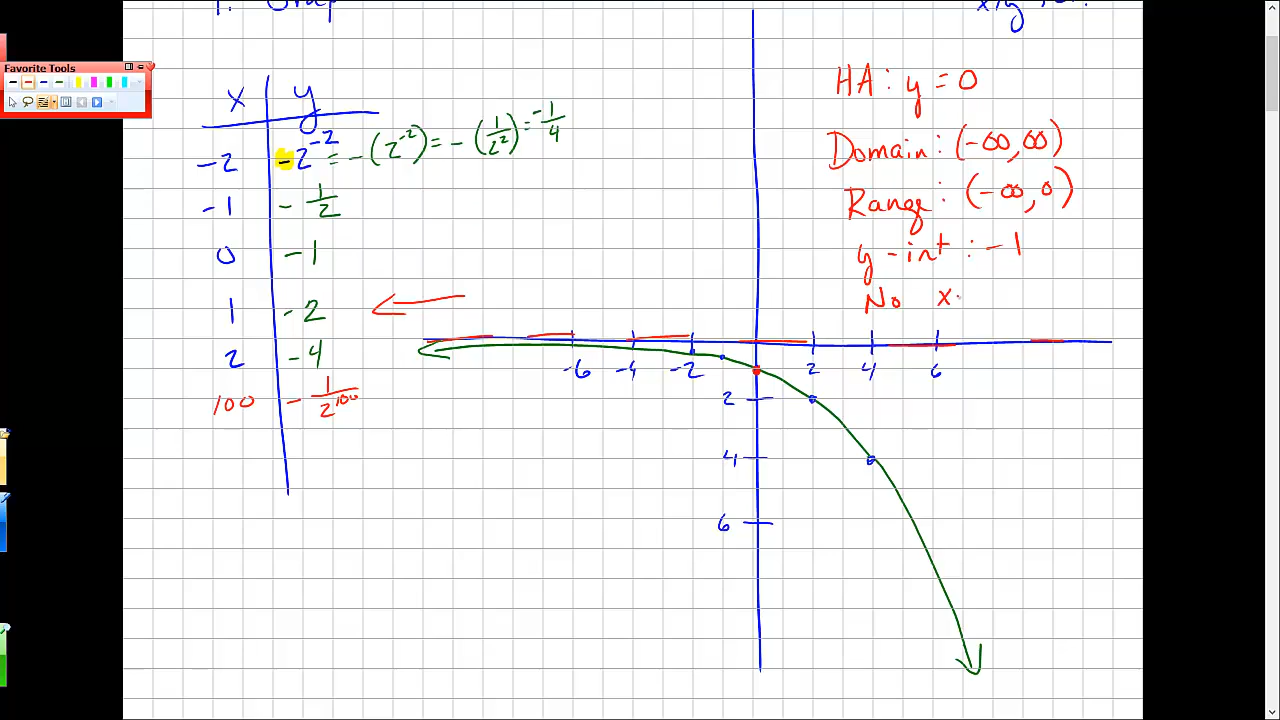 Favorite Tools
x y
-2 -2^-2 = -(2^-2) = -(1/2^2) = -1/4
-1 -1/2
0 -1
1 -2
2 -4
100 -1/2^100
HA: y = 0
Domain: (-∞, ∞)
Range: (-∞, 0)
y-int: -1
No x-
-6 -4 -2 2 4 6
2
4
6